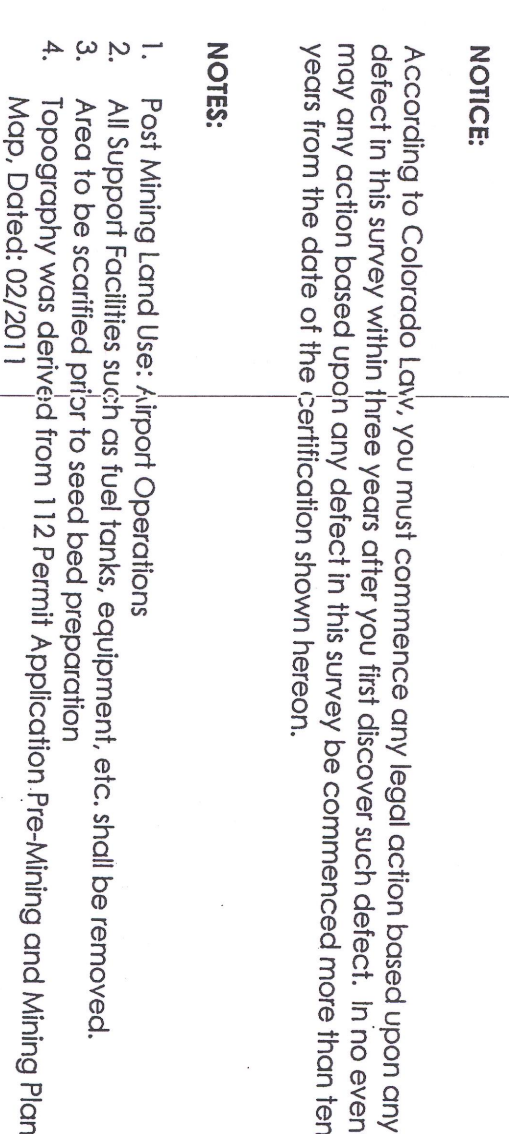 NOTICE:
According to Colorado Law, you must commence any legal action based upon any
defect in this survey within three years after you first discover such defect. In no even
may any action based upon any defect in this survey be commenced more than ten
years from the date of the certification shown hereon.
NOTES:
1. Post Mining Land Use: Airport Operations
2. All Support Facilities such as fuel tanks, equipment, etc. shall be removed.
3. Area to be scarified prior to seed bed preparation
4. Topography was derived from 112 Permit Application Pre-Mining and Mining Plan
Map, Dated: 02/2011